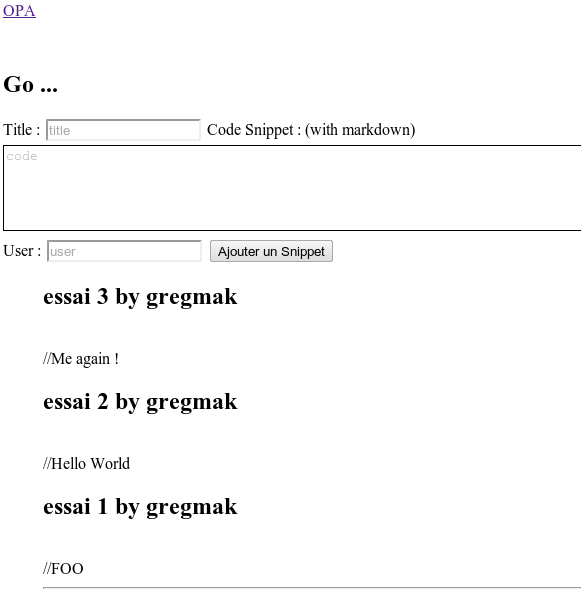 OPA
Go ...
Title : title Code Snippet : (with markdown)
code
User : user Ajouter un Snippet
essai 3 by gregmak
//Me again !
essai 2 by gregmak
//Hello World
essai 1 by gregmak
//FOO